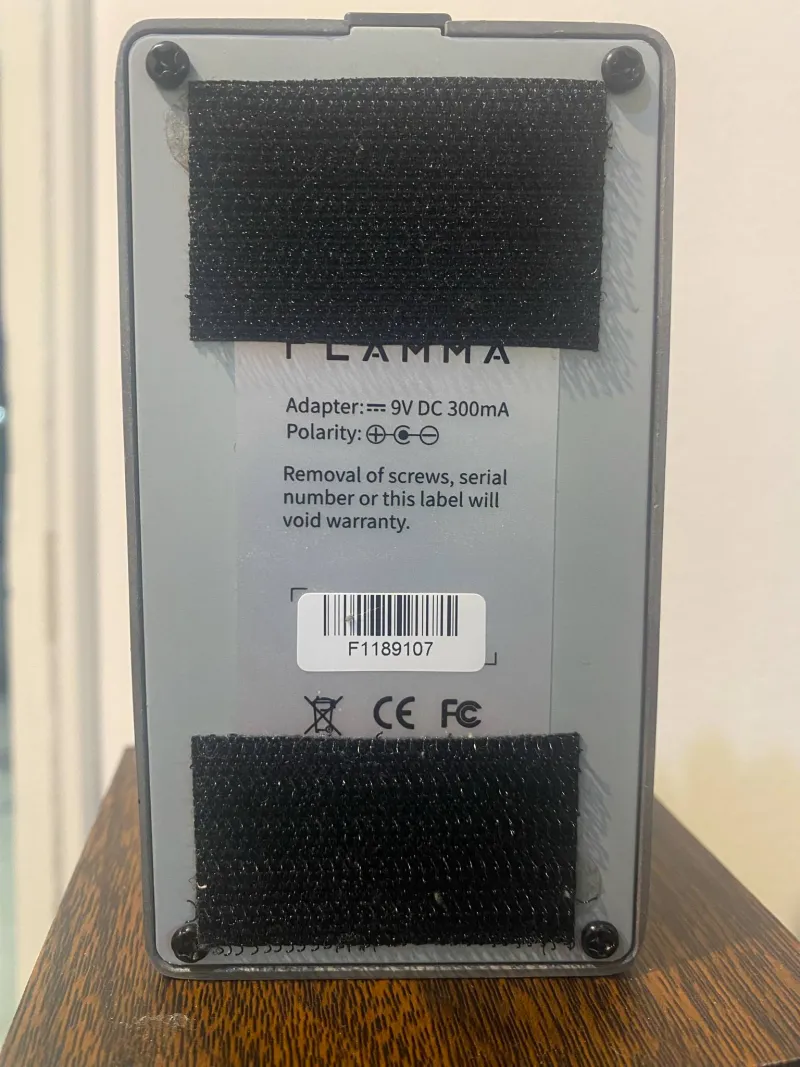 FLAMMA
Adapter: ⎓ 9V DC 300mA
Polarity:
Removal of screws, serial
number or this label will
void warranty.
F1189107
CE FC